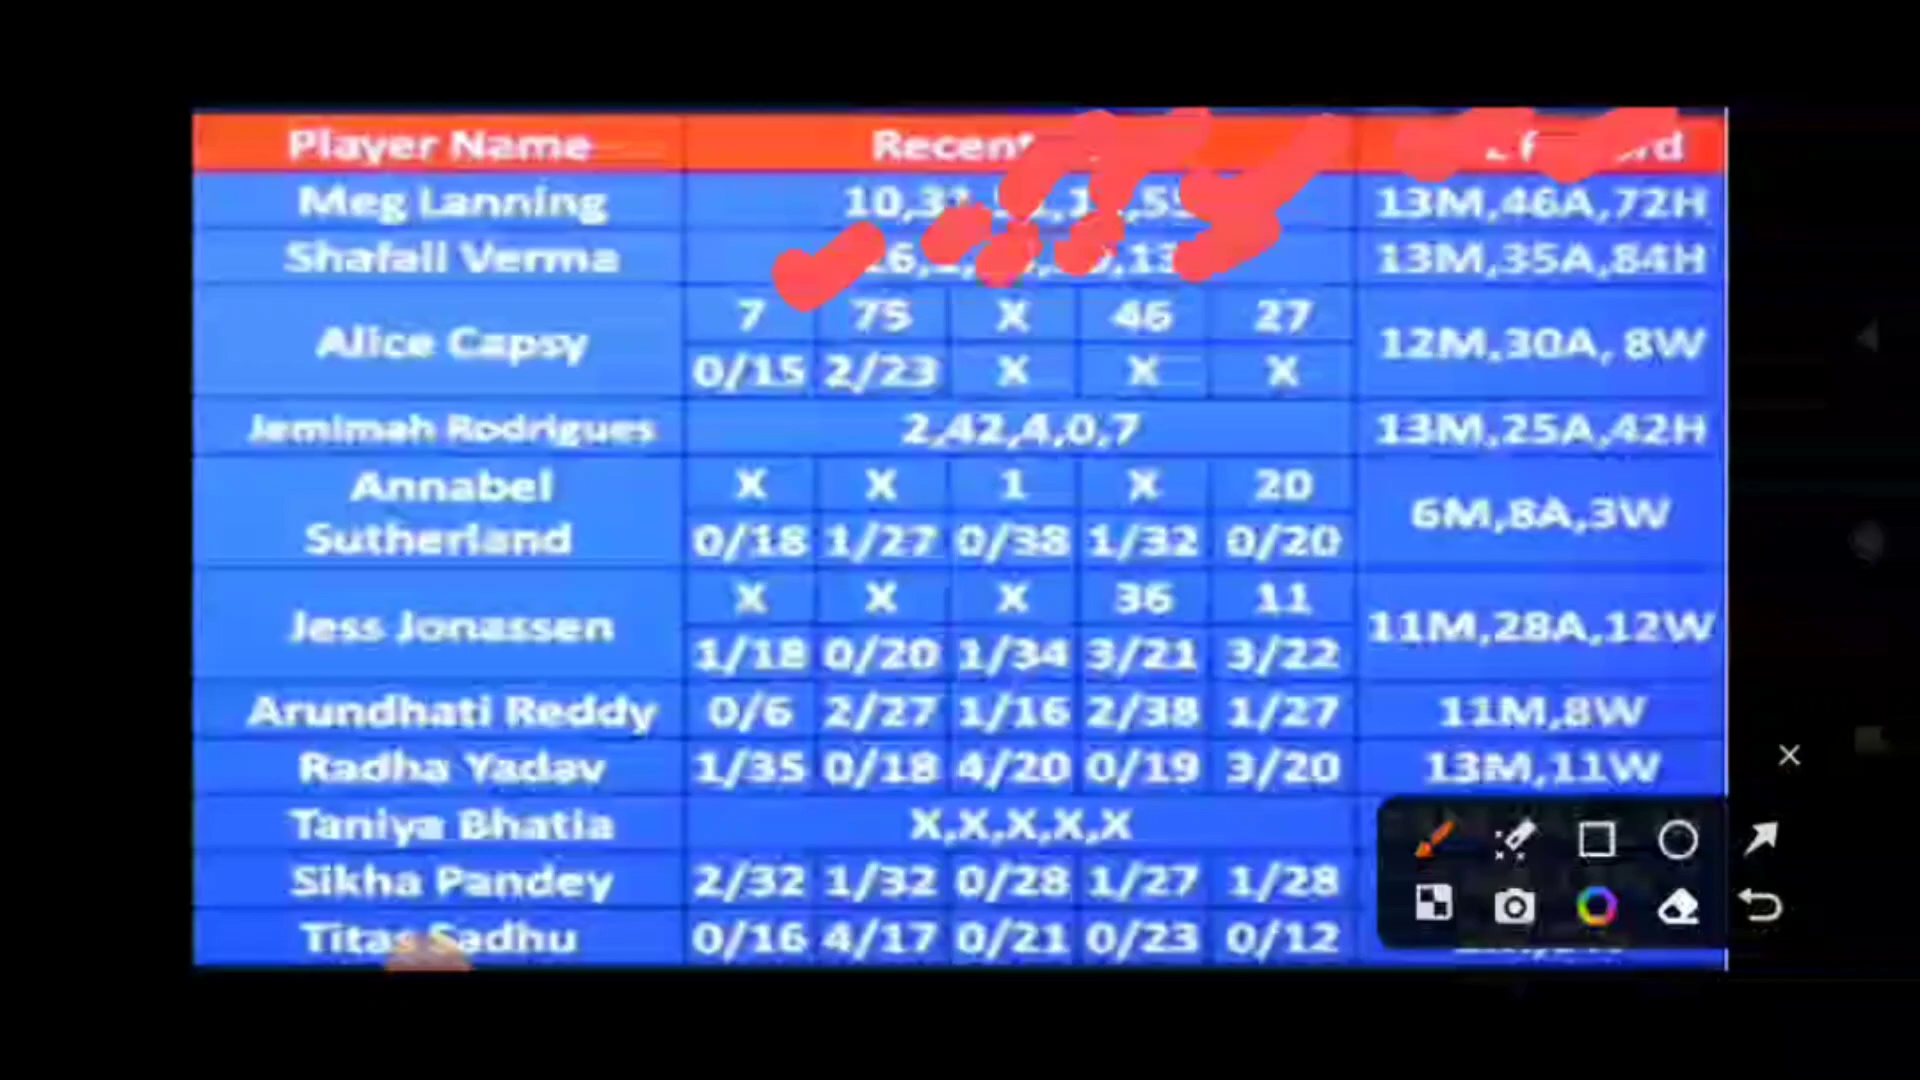 Player Name Recent
Meg Lanning 13M,46A,72H
Shafali Verma 13M,35A,84H
Alice Capsy 7 75 X 46 27 12M,30A, 8W
0/15 2/23 X X X
Jemimah Rodrigues 2,42,4,0,7 13M,25A,42H
Annabel Sutherland X X 1 X 20 6M,8A,3W
0/18 1/27 0/38 1/32 0/20
Jess Jonassen X X X 36 11 11M,28A,12W
1/18 0/20 1/34 3/21 3/22
Arundhati Reddy 0/6 2/27 1/16 2/38 1/27 11M,8W
Radha Yadav 1/35 0/18 4/20 0/19 3/20 13M,11W
Taniya Bhatia X,X,X,X,X
Sikha Pandey 2/32 1/32 0/28 1/27 1/28
Titas Sadhu 0/16 4/17 0/21 0/23 0/12